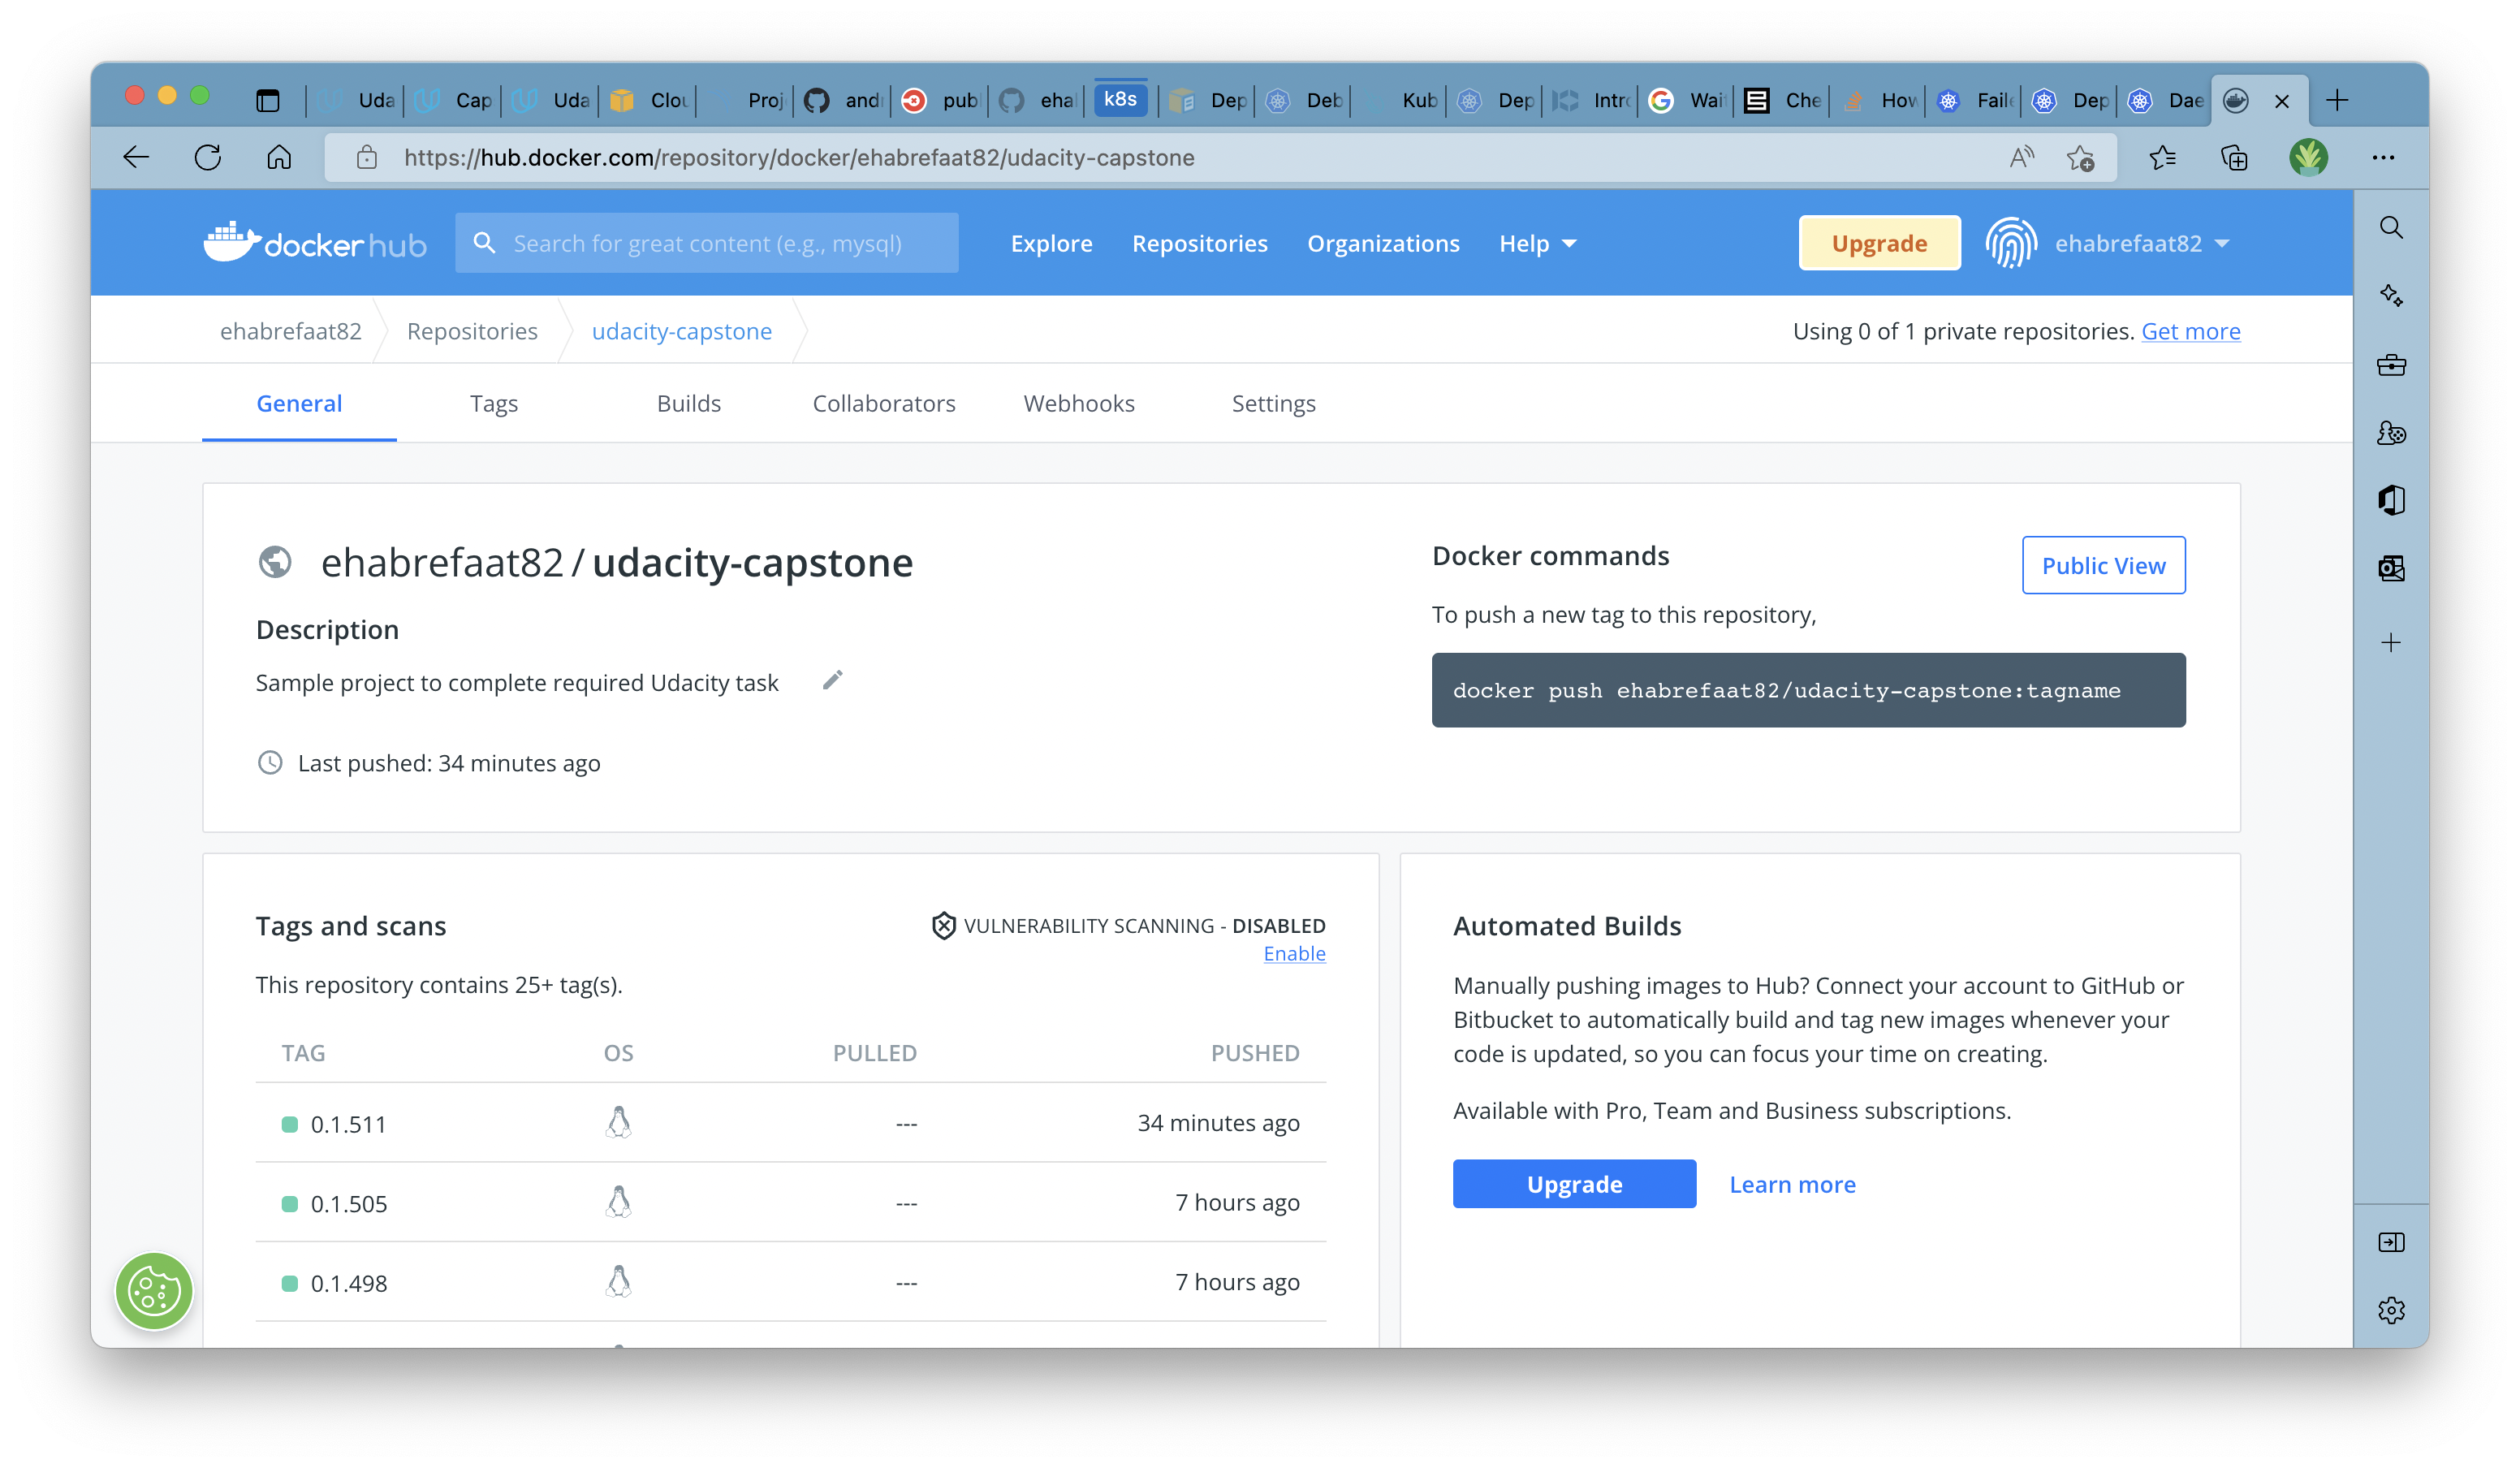 Uda Cap Uda Clou Proj and pub eha k8s Dep Deb Kub Dep Intro Wai Che How Faile Dep Dae
https://hub.docker.com/repository/docker/ehabrefaat82/udacity-capstone
docker hub Search for great content (e.g., mysql) Explore Repositories Organizations Help Upgrade ehabrefaat82
ehabrefaat82 Repositories udacity-capstone Using 0 of 1 private repositories. Get more
General Tags Builds Collaborators Webhooks Settings
ehabrefaat82 / udacity-capstone
Description
Sample project to complete required Udacity task
Last pushed: 34 minutes ago
Docker commands
Public View
To push a new tag to this repository,
docker push ehabrefaat82/udacity-capstone:tagname
Tags and scans
VULNERABILITY SCANNING - DISABLED
Enable
This repository contains 25+ tag(s).
TAG OS PULLED PUSHED
0.1.511 --- 34 minutes ago
0.1.505 --- 7 hours ago
0.1.498 --- 7 hours ago
Automated Builds
Manually pushing images to Hub? Connect your account to GitHub or
Bitbucket to automatically build and tag new images whenever your
code is updated, so you can focus your time on creating.
Available with Pro, Team and Business subscriptions.
Upgrade Learn more